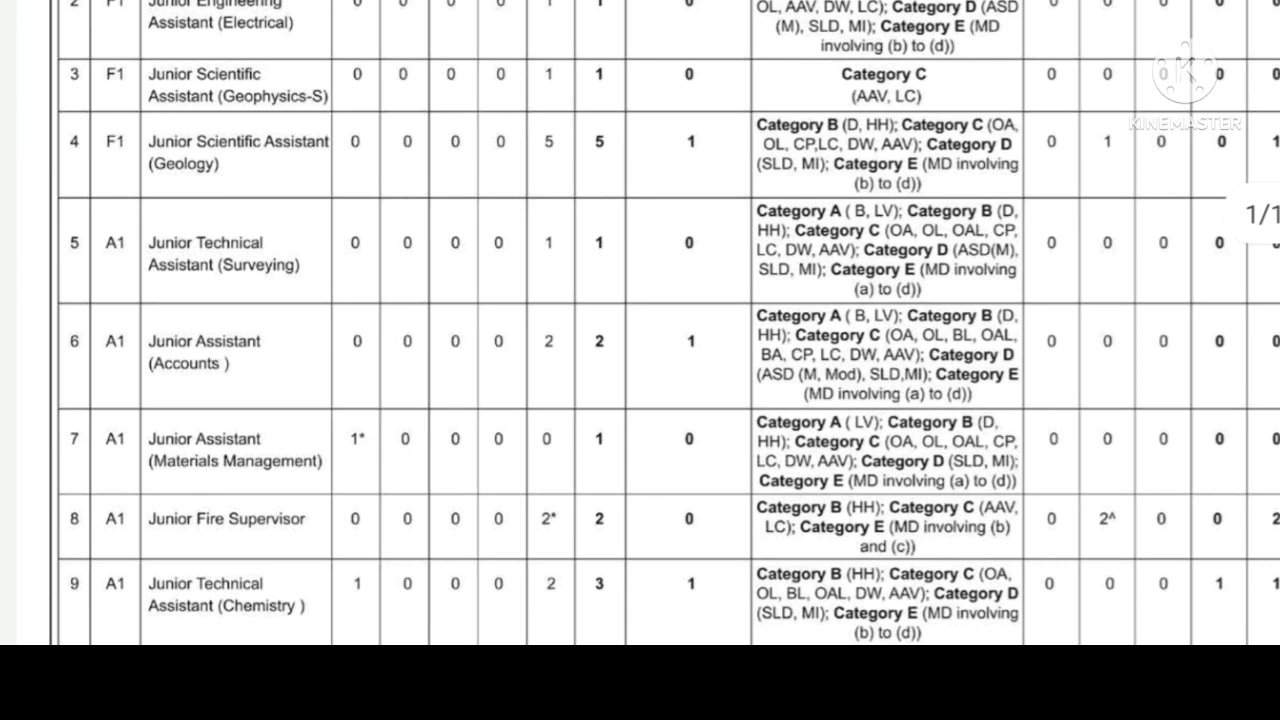 2 F1 Junior Engineering 1 1 0 OL, AAV, DW, LC); Category D (ASD 0 0 0 0 0
Assistant (Electrical) (M), SLD, MI); Category E (MD
involving (b) to (d))
3 F1 Junior Scientific 0 0 0 0 1 1 0 Category C 0 0 0 0 0
Assistant (Geophysics-S) (AAV, LC)
4 F1 Junior Scientific Assistant 0 0 0 0 5 5 1 Category B (D, HH); Category C (OA, 0 1 0 0 1
(Geology) OL, CP,LC, DW, AAV); Category D
(SLD, MI); Category E (MD involving
(b) to (d))
5 A1 Junior Technical 0 0 0 0 1 1 0 Category A ( B, LV); Category B (D, 0 0 0 0
Assistant (Surveying) HH); Category C (OA, OL, OAL, CP,
LC, DW, AAV); Category D (ASD(M),
SLD, MI); Category E (MD involving
(a) to (d))
6 A1 Junior Assistant 0 0 0 0 2 2 1 Category A ( B, LV); Category B (D, 0 0 0 0 0
(Accounts ) HH); Category C (OA, OL, BL, OAL,
BA, CP, LC, DW, AAV); Category D
(ASD (M, Mod), SLD,MI); Category E
(MD involving (a) to (d))
7 A1 Junior Assistant 1* 0 0 0 0 1 0 Category A ( LV); Category B (D, 0 0 0 0 0
(Materials Management) HH); Category C (OA, OL, OAL, CP,
LC, DW, AAV); Category D (SLD, MI);
Category E (MD involving (a) to (d))
8 A1 Junior Fire Supervisor 0 0 0 0 2* 2 0 Category B (HH); Category C (AAV, 0 2^ 0 0 2
LC); Category E (MD involving (b)
and (c))
9 A1 Junior Technical 1 0 0 0 2 3 1 Category B (HH); Category C (OA, 0 0 0 1 1
Assistant (Chemistry ) OL, BL, OAL, DW, AAV); Category D
(SLD, MI); Category E (MD involving
(b) to (d))
K
KINEMASTER
1/1